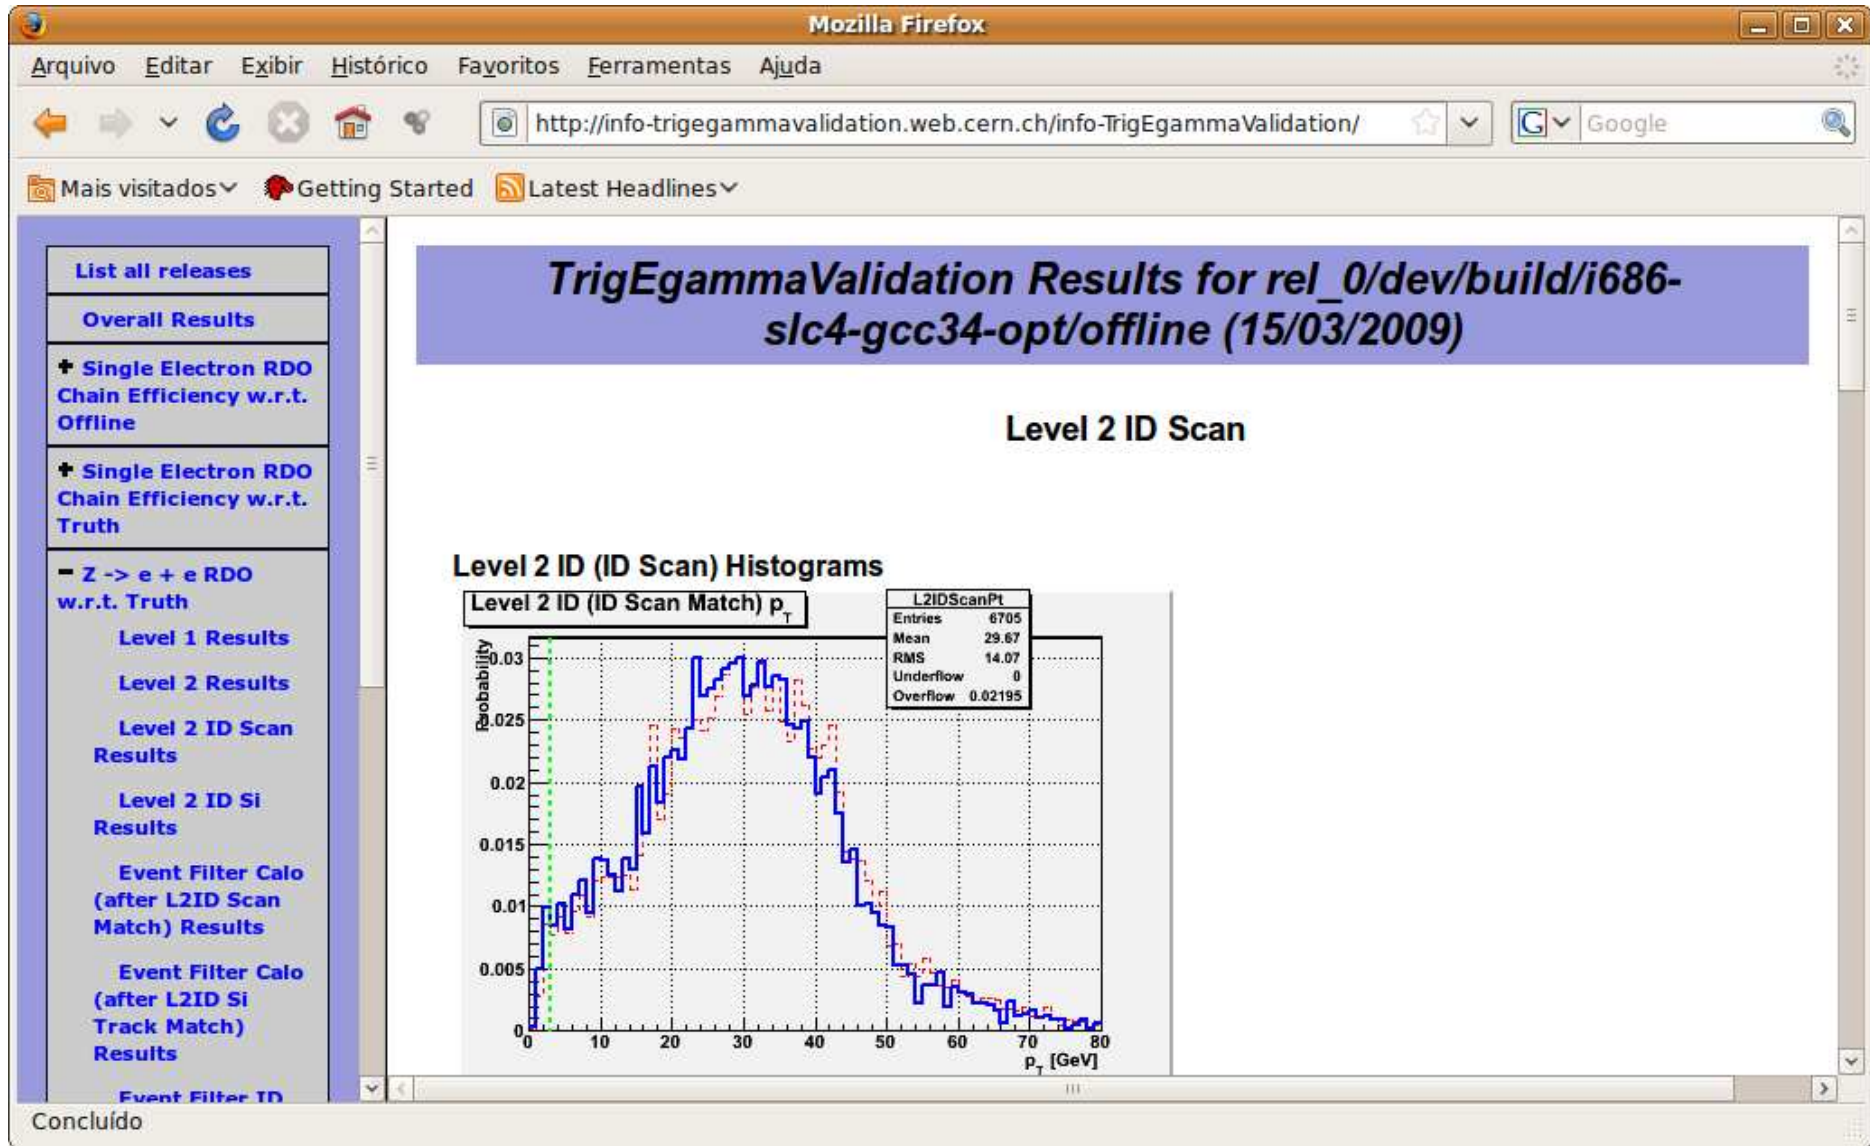 Mozilla Firefox
Arquivo Editar Exibir Histórico Favoritos Ferramentas Ajuda
http://info-trigegammavalidation.web.cern.ch/info-TrigEgammaValidation/
G Google
Mais visitados Getting Started Latest Headlines
List all releases
Overall Results
+ Single Electron RDO
Chain Efficiency w.r.t.
Offline
+ Single Electron RDO
Chain Efficiency w.r.t.
Truth
- Z -> e + e RDO
w.r.t. Truth
Level 1 Results
Level 2 Results
Level 2 ID Scan
Results
Level 2 ID Si
Results
Event Filter Calo
(after L2ID Scan
Match) Results
Event Filter Calo
(after L2ID Si
Track Match)
Results
Event Filter ID
TrigEgammaValidation Results for rel_0/dev/build/i686-
slc4-gcc34-opt/offline (15/03/2009)
Level 2 ID Scan
Level 2 ID (ID Scan) Histograms
Level 2 ID (ID Scan Match) pT
L2IDScanPt
Entries 6705
Mean 29.67
RMS 14.07
Underflow 0
Overflow 0.02195
Probability
0.03
0.025
0.02
0.015
0.01
0.005
0
0 10 20 30 40 50 60 70 80
pT [GeV]
Concluído